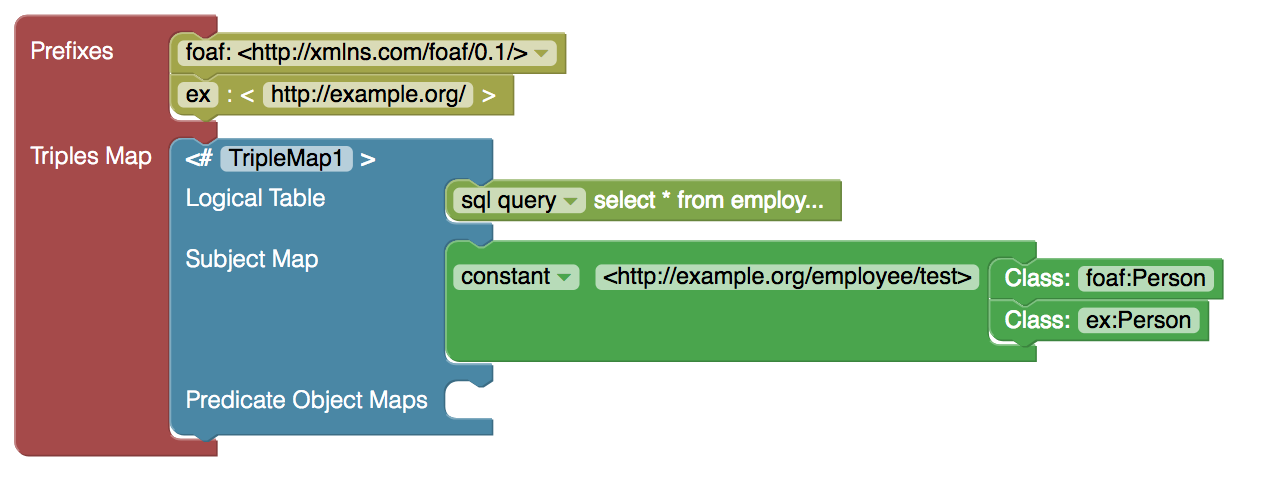 Prefixes
foaf: <http://xmlns.com/foaf/0.1/>
ex : < http://example.org/ >
Triples Map
<# TripleMap1 >
Logical Table
sql query select * from employ...
Subject Map
constant <http://example.org/employee/test> Class: foaf:Person
Class: ex:Person
Predicate Object Maps